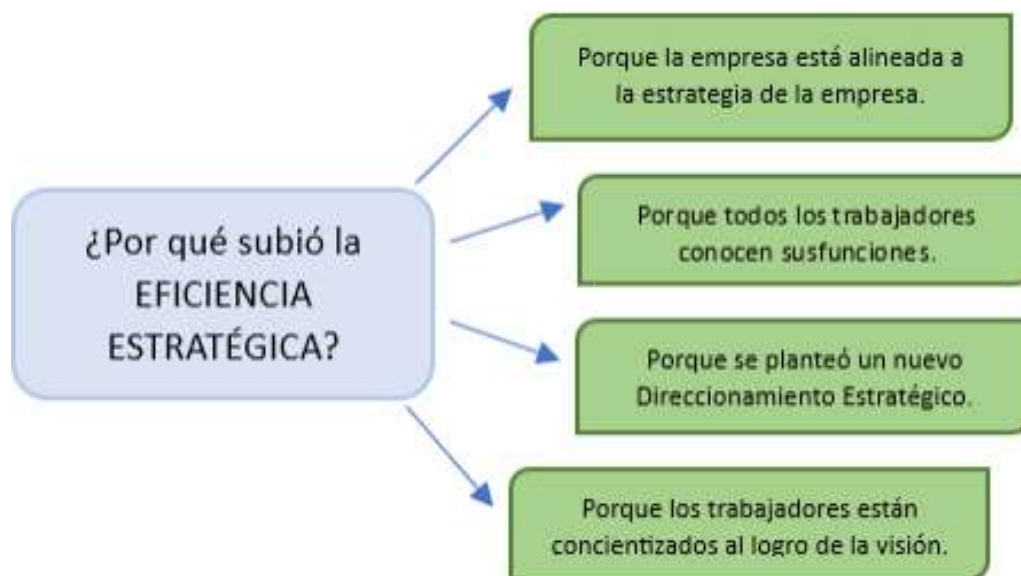 Porque la empresa está alineada a
la estrategia de la empresa.
¿Por qué subió la
EFICIENCIA
ESTRATÉGICA?
Porque todos los trabajadores
conocen susfunciones.
Porque se planteó un nuevo
Direccionamiento Estratégico.
Porque los trabajadores están
concientizados al logro de la visión.